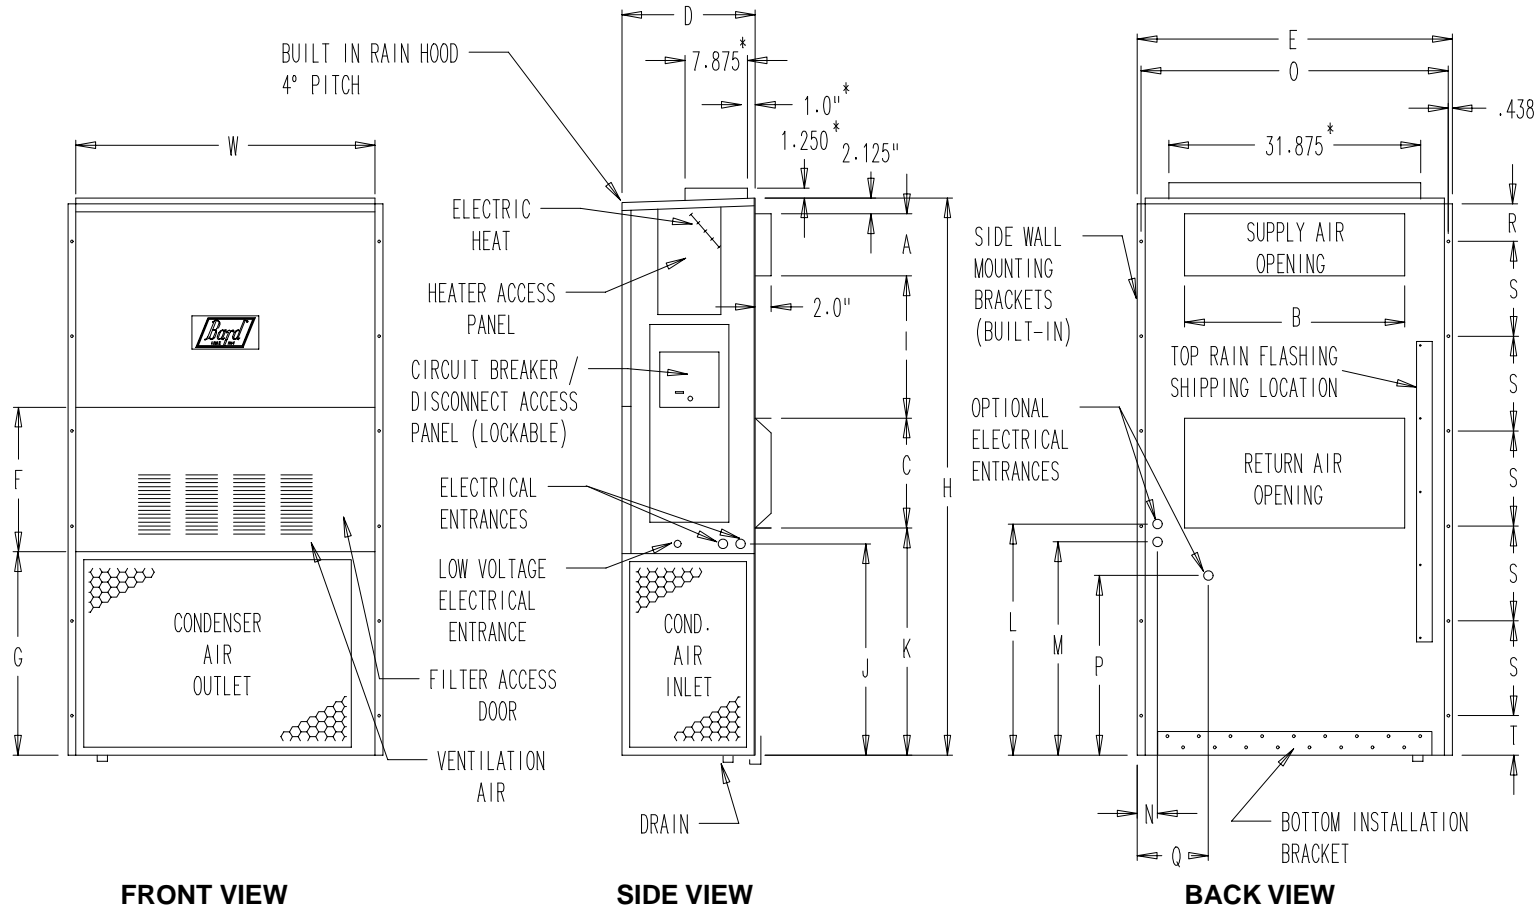 BUILT IN RAIN HOOD
4° PITCH
W
ELECTRIC
HEAT
HEATER ACCESS
PANEL
Bard
CIRCUIT BREAKER /
DISCONNECT ACCESS
PANEL (LOCKABLE)
F
ELECTRICAL
ENTRANCES
LOW VOLTAGE
ELECTRICAL
ENTRANCE
G
CONDENSER
AIR
OUTLET
FILTER ACCESS
DOOR
VENTILATION
AIR
FRONT VIEW
D
7.875*
1.0"*
1.250*
2.125"
A
2.0"
C
H
COND.
AIR
INLET
J
K
DRAIN
SIDE VIEW
E
O
.438
31.875*
R
SIDE WALL
MOUNTING
BRACKETS
(BUILT-IN)
SUPPLY AIR
OPENING
S
B
TOP RAIN FLASHING
SHIPPING LOCATION
S
OPTIONAL
ELECTRICAL
ENTRANCES
RETURN AIR
OPENING
S
S
L
M
P
S
T
N
Q
BOTTOM INSTALLATION
BRACKET
BACK VIEW